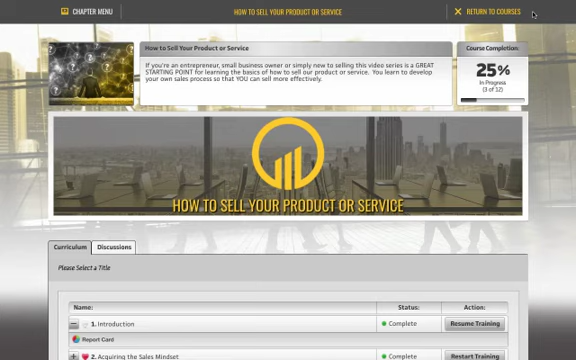 CHAPTER MENU
HOW TO SELL YOUR PRODUCT OR SERVICE
RETURN TO COURSES
How to Sell Your Product or Service
If you're an entrepreneur, small business owner or simply new to selling this video series is a GREAT
STARTING POINT for learning the basics of how to sell our product or service. You learn to develop
your own sales process so that YOU can sell more effectively.
Course Completion:
25%
In Progress
(3 of 12)
HOW TO SELL YOUR PRODUCT OR SERVICE
Curriculum
Discussions
Please Select a Title
Name:
Status:
Action:
1. Introduction
Complete
Resume Training
Report Card
2. Acquiring the Sales Mindset
Complete
Restart Training